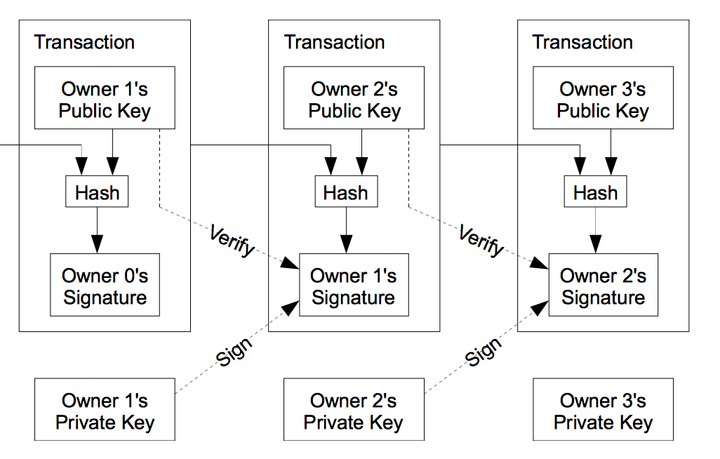 Transaction
Owner 1's
Public Key
Hash
Owner 0's
Signature
Transaction
Owner 2's
Public Key
Hash
Verify
Owner 1's
Signature
Sign
Transaction
Owner 3's
Public Key
Hash
Verify
Owner 2's
Signature
Sign
Owner 1's
Private Key
Owner 2's
Private Key
Owner 3's
Private Key